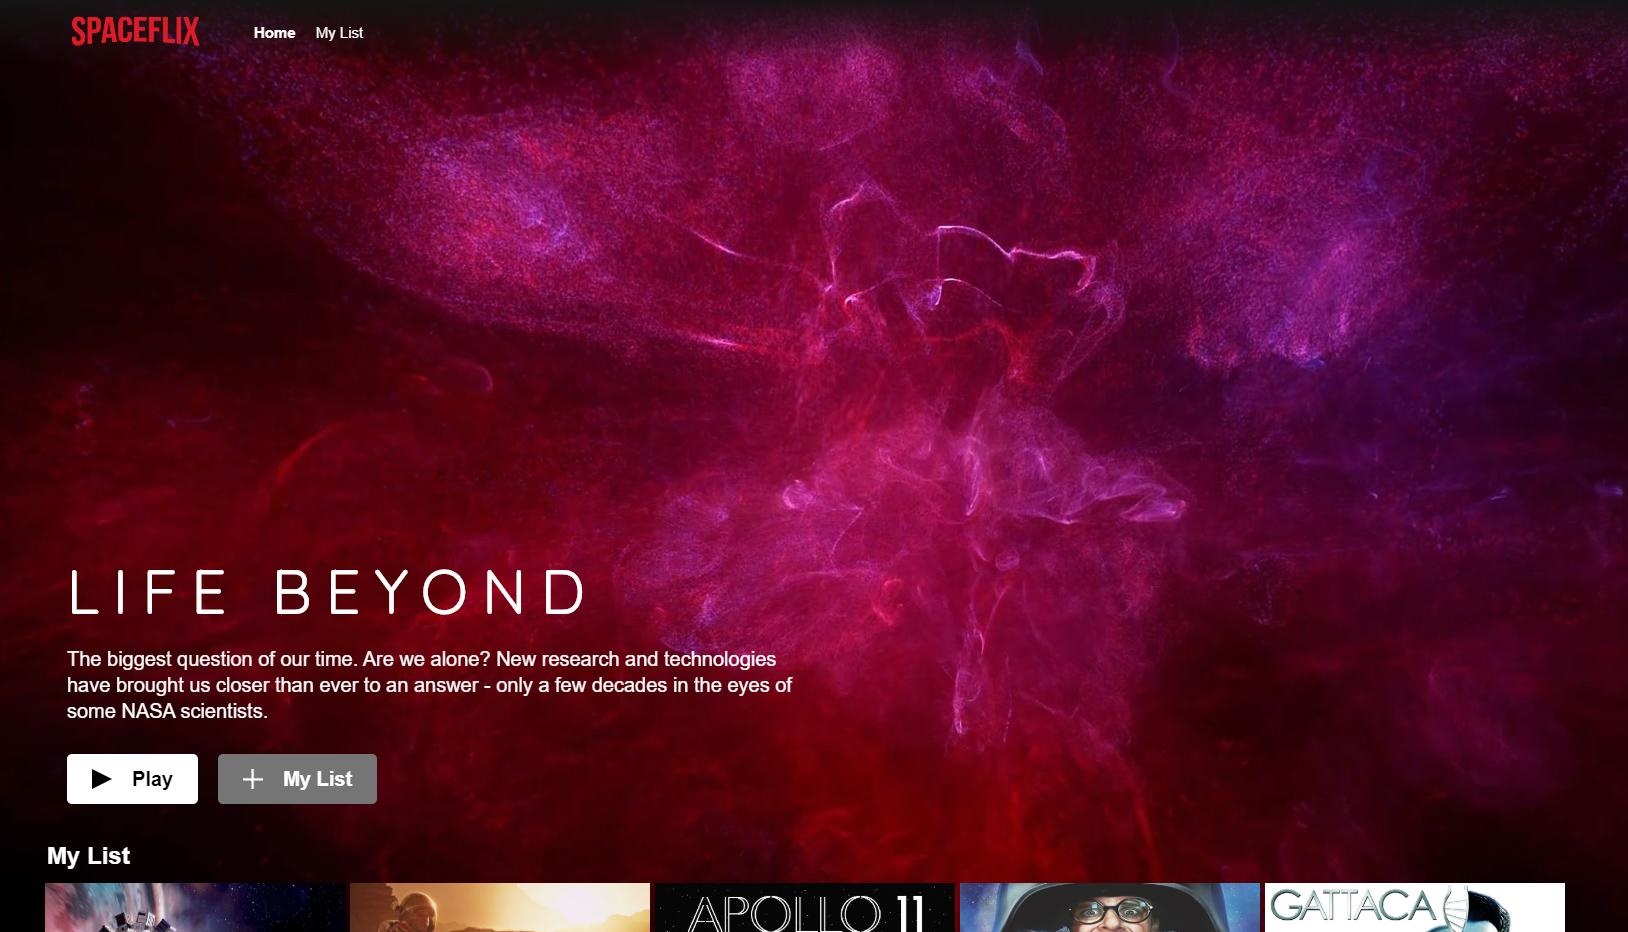 SPACEFLIX
Home
My List
LIFE BEYOND
The biggest question of our time. Are we alone? New research and technologies
have brought us closer than ever to an answer - only a few decades in the eyes of
some NASA scientists.
Play
My List
My List
APOLLO 11
GATTACA